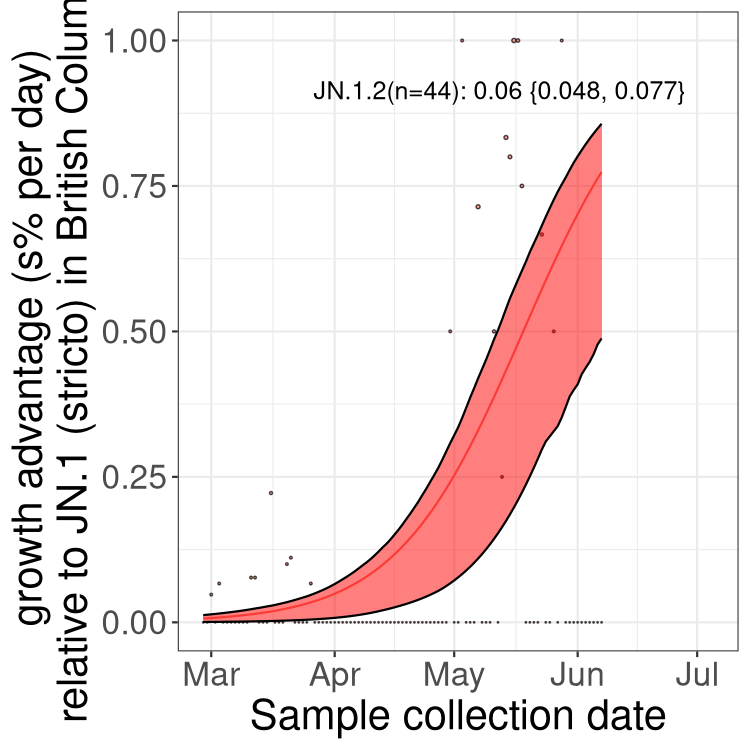 growth advantage (s% per day)
relative to JN.1 (stricto) in British Colum
1.00
0.75
0.50
0.25
0.00
JN.1.2(n=44): 0.06 {0.048, 0.077}
Mar Apr May Jun Jul
Sample collection date